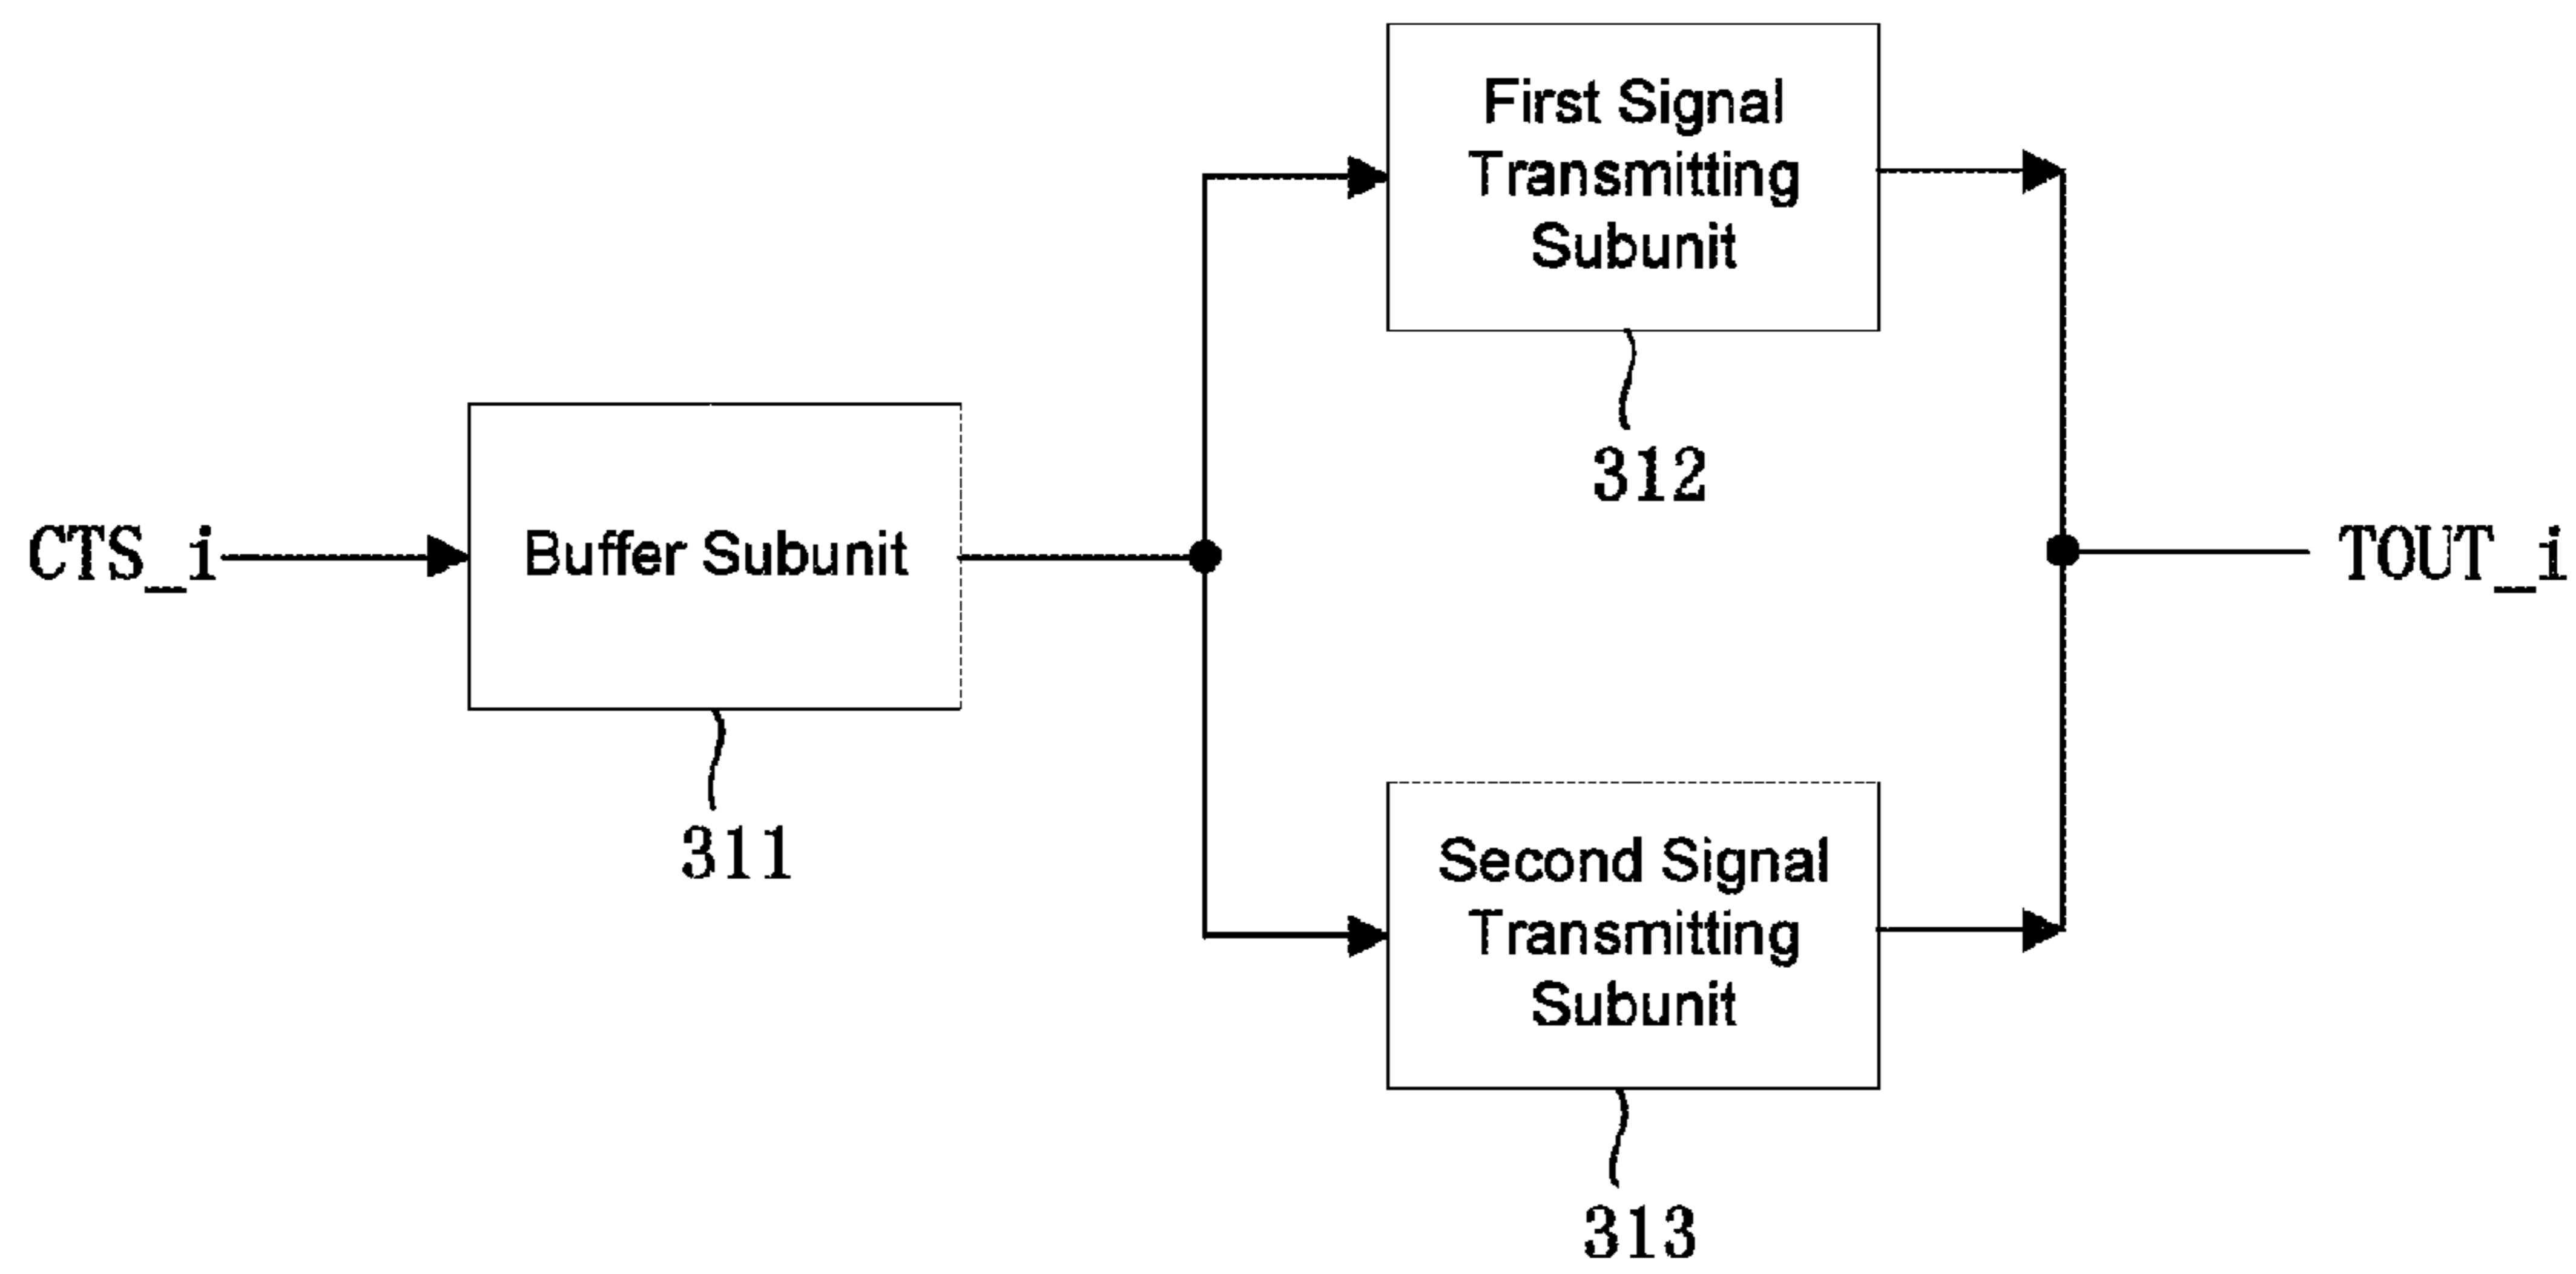 First Signal
Transmitting
Subunit
312
CTS_i
Buffer Subunit
TOUT_i
311
Second Signal
Transmitting
Subunit
313